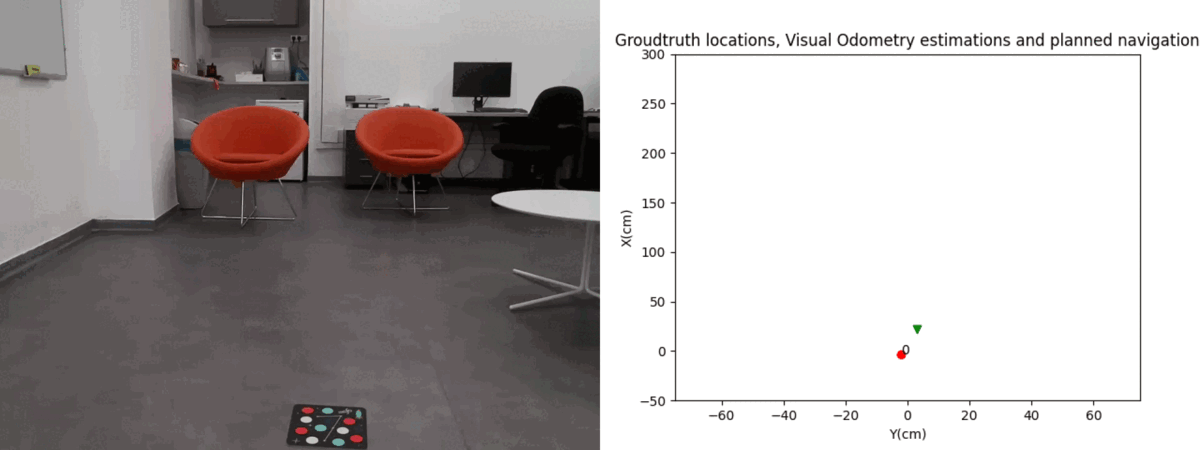 Groudtruth locations, Visual Odometry estimations and planned navigation
300
250
200
150
100
50
0
−50
X(cm)
0
−60 −40 −20 0 20 40 60
Y(cm)